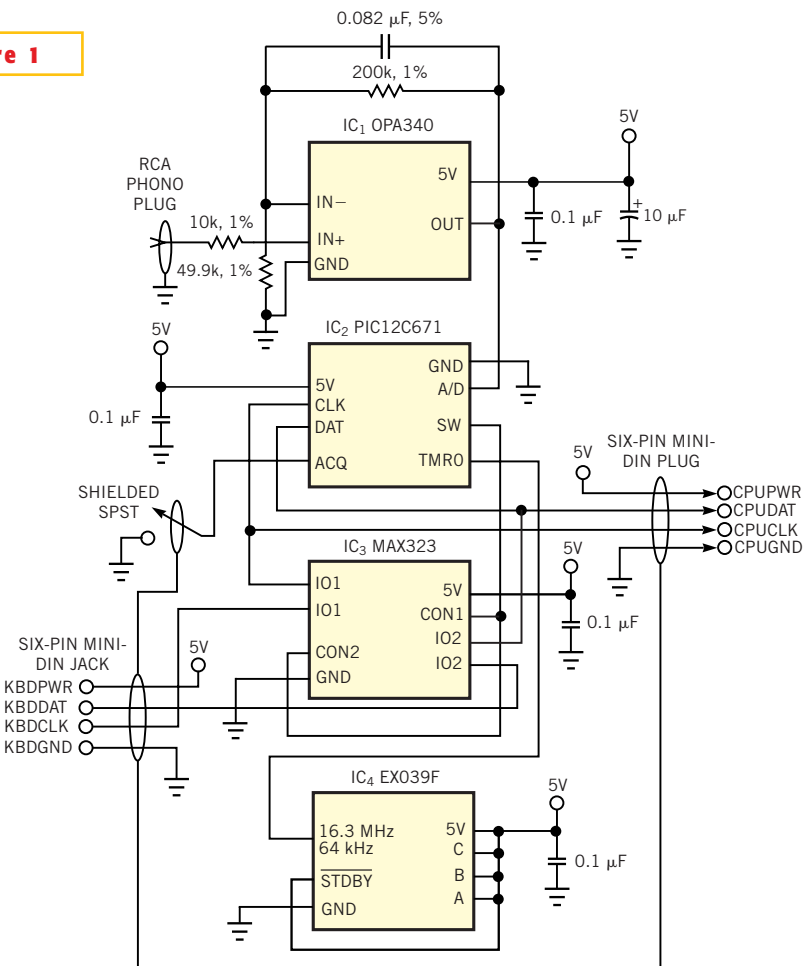 re 1
0.082 µF, 5%
200k, 1%
IC1 OPA340
5V
RCA
PHONO
PLUG
5V
IN−
10k, 1%
OUT
0.1 µF
+
10 µF
IN+
49.9k, 1%
GND
IC2 PIC12C671
5V
GND
5V
A/D
CLK
0.1 µF
DAT
SW
ACQ
TMR0
SIX-PIN MINI-
DIN PLUG
5V
CPUPWR
CPUDAT
CPUCLK
CPUGND
SHIELDED
SPST
IC3 MAX323
5V
IO1
5V
IO1
CON1
0.1 µF
IO2
CON2
IO2
GND
SIX-PIN MINI-
DIN JACK
5V
KBDPWR
KBDDAT
KBDCLK
KBDGND
IC4 EX039F
5V
16.3 MHz
5V
64 kHz
C
0.1 µF
STDBY
B
A
GND